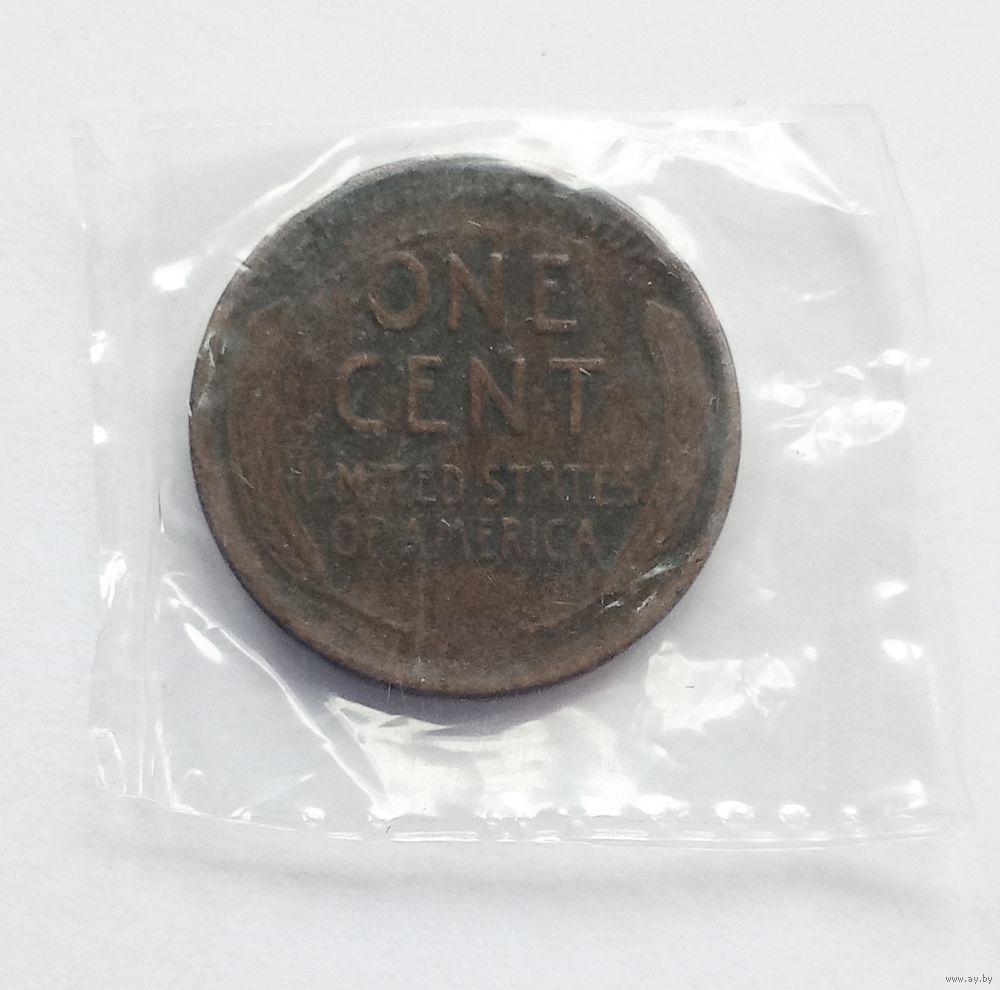 ONE
CENT
UNITED STATES
OF AMERICA
www.ay.by